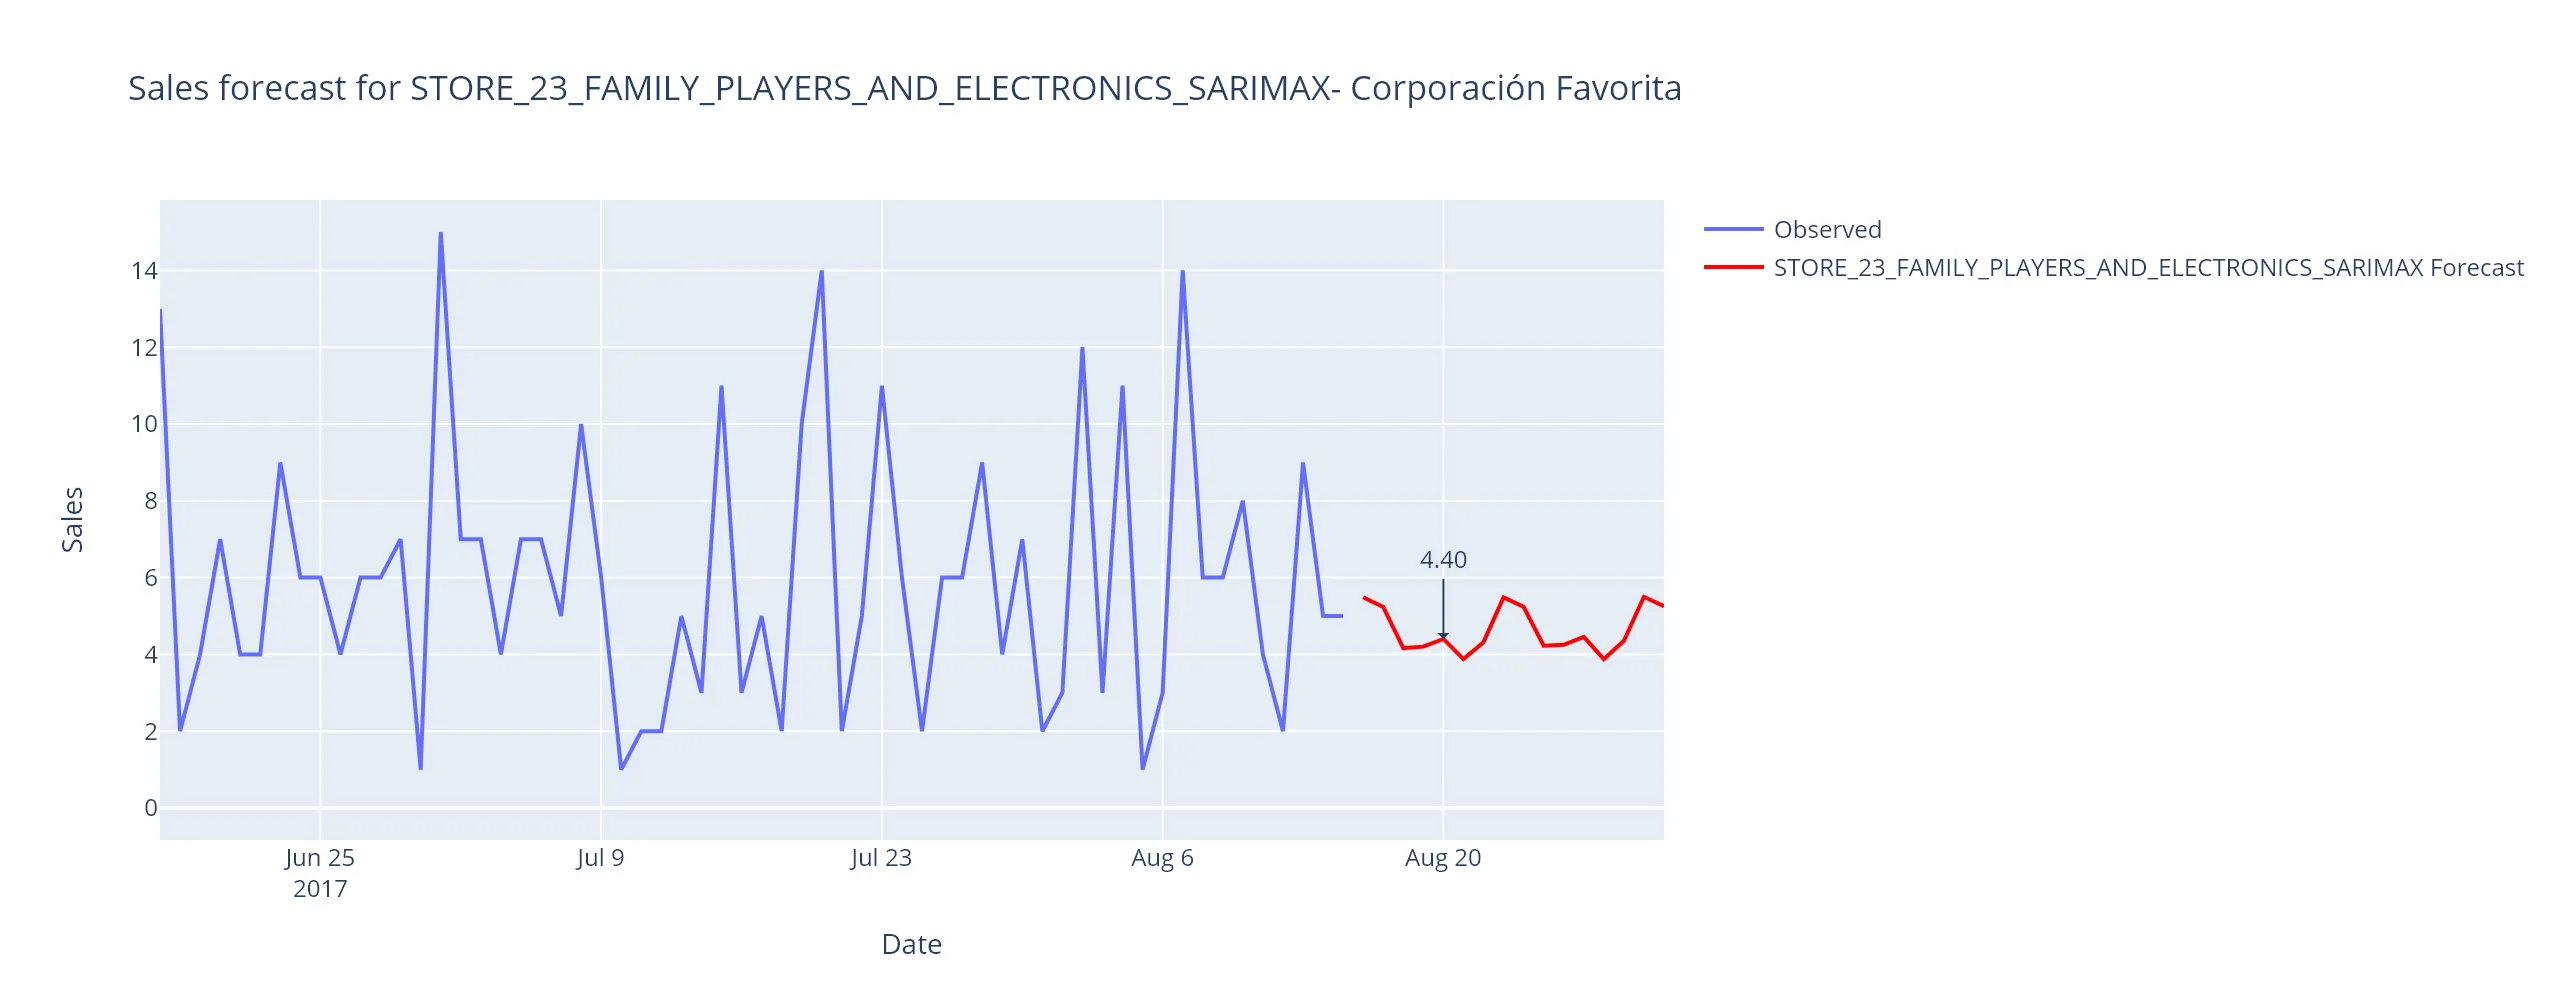 Sales forecast for STORE_23_FAMILY_PLAYERS_AND_ELECTRONICS_SARIMAX- Corporación Favorita
Observed
STORE_23_FAMILY_PLAYERS_AND_ELECTRONICS_SARIMAX Forecast
14
12
10
8
6
4
2
0
Sales
4.40
Jun 25
2017
Jul 9
Jul 23
Aug 6
Aug 20
Date